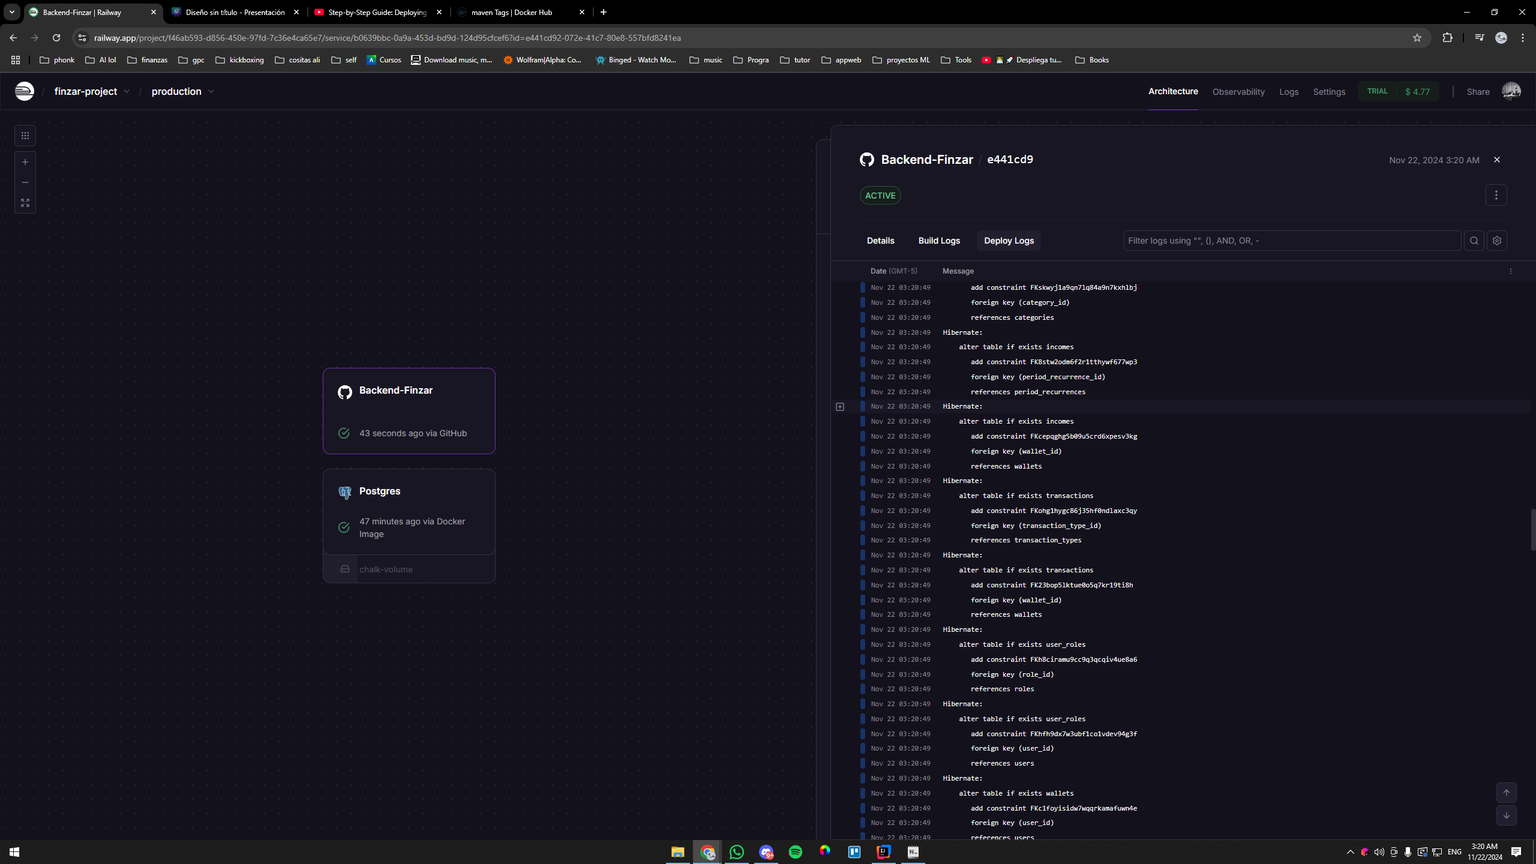 Backend-Finzar | Railway
Diseño sin título - Presentación
Step-by-Step Guide: Deploying
maven Tags | Docker Hub
railway.app/project/f46ab593-d856-450e-97fd-7c36e4ca65e7/service/b0639bbc-0a9a-453d-bd9d-124d95cfcef6?id=e441cd92-072e-41c7-80e8-557bfd8241ea
phonk
AI lol
finanzas
gpc
kickboxing
cositas ali
self
Cursos
Download music, m...
Wolfram|Alpha: Co...
Binged - Watch Mo...
music
Progra
tutor
appweb
proyectos ML
Tools
Despliega tu...
Books
finzar-project / production
Architecture
Observability
Logs
Settings
TRIAL $ 4.77
Share
Backend-Finzar / e441cd9
Nov 22, 2024 3:20 AM
ACTIVE
Details
Build Logs
Deploy Logs
Filter logs using "", (), AND, OR, -
Date (GMT-5) Message
Nov 22 03:20:49 add constraint FKskwyj1a9qn7lq84a9n7kxhlbj
Nov 22 03:20:49 foreign key (category_id)
Nov 22 03:20:49 references categories
Nov 22 03:20:49 Hibernate:
Nov 22 03:20:49 alter table if exists incomes
Nov 22 03:20:49 add constraint FK8stw2odm6f2r1tthywf677wp3
Nov 22 03:20:49 foreign key (period_recurrence_id)
Nov 22 03:20:49 references period_recurrences
Nov 22 03:20:49 Hibernate:
Nov 22 03:20:49 alter table if exists incomes
Nov 22 03:20:49 add constraint FKcepqghg5b09u5crd6xpesv3kg
Nov 22 03:20:49 foreign key (wallet_id)
Nov 22 03:20:49 references wallets
Nov 22 03:20:49 Hibernate:
Nov 22 03:20:49 alter table if exists transactions
Nov 22 03:20:49 add constraint FKohg1hygc86j35hf0ndlaxc3qy
Nov 22 03:20:49 foreign key (transaction_type_id)
Nov 22 03:20:49 references transaction_types
Nov 22 03:20:49 Hibernate:
Nov 22 03:20:49 alter table if exists transactions
Nov 22 03:20:49 add constraint FK23bop5lktue0o5q7kr19ti8h
Nov 22 03:20:49 foreign key (wallet_id)
Nov 22 03:20:49 references wallets
Nov 22 03:20:49 Hibernate:
Nov 22 03:20:49 alter table if exists user_roles
Nov 22 03:20:49 add constraint FKh8ciramu9cc9q3qcqiv4ue8a6
Nov 22 03:20:49 foreign key (role_id)
Nov 22 03:20:49 references roles
Nov 22 03:20:49 Hibernate:
Nov 22 03:20:49 alter table if exists user_roles
Nov 22 03:20:49 add constraint FKhfh9dx7w3ubf1co1vdev94g3f
Nov 22 03:20:49 foreign key (user_id)
Nov 22 03:20:49 references users
Nov 22 03:20:49 Hibernate:
Nov 22 03:20:49 alter table if exists wallets
Nov 22 03:20:49 add constraint FKc1foyisidw7wqqrkamafuwn4e
Nov 22 03:20:49 foreign key (user_id)
Nov 22 03:20:49 references users
Backend-Finzar
43 seconds ago via GitHub
Postgres
47 minutes ago via Docker
Image
chalk-volume
ENG
3:20 AM
11/22/2024